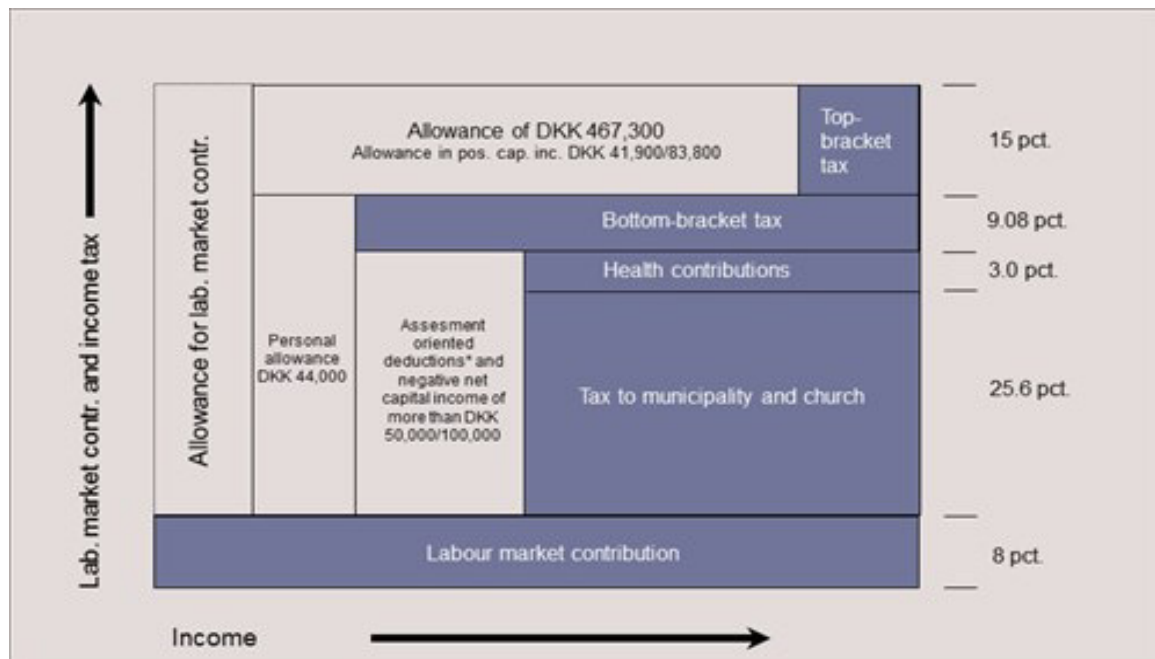 Lab. market contr. and income tax
Allowance for lab. market contr.
Allowance of DKK 467,300
Allowance in pos. cap. inc. DKK 41,900/83,800
Top-
bracket
tax
15 pct.
Bottom-bracket tax
9.08 pct.
Health contributions
3.0 pct.
Personal
allowance
DKK 44,000
Assesment
oriented
deductions* and
negative net
capital income of
more than DKK
50,000/100,000
Tax to municipality and church
25.6 pct.
Labour market contribution
8 pct.
Income